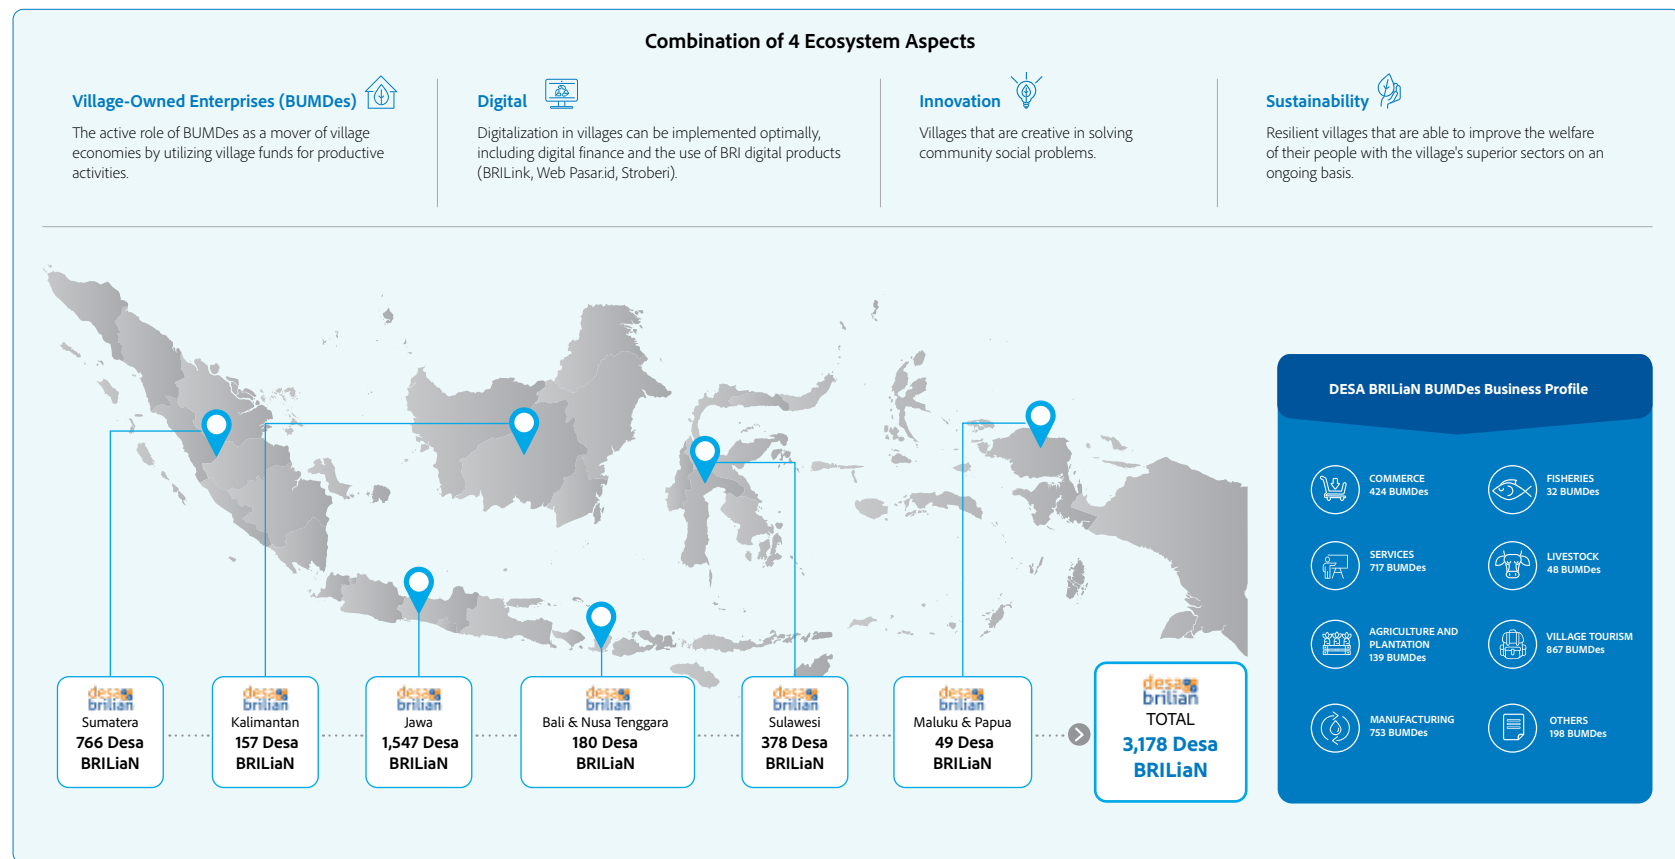 Combination of 4 Ecosystem Aspects
Village-Owned Enterprises (BUMDes)
The active role of BUMDes as a mover of village
economies by utilizing village funds for productive
activities.
Digital
Digitalization in villages can be implemented optimally,
including digital finance and the use of BRI digital products
(BRILink, Web Pasar.id, Stroberi).
Innovation
Villages that are creative in solving
community social problems.
Sustainability
Resilient villages that are able to improve the welfare
of their people with the village's superior sectors on an
ongoing basis.
desa
brilian
Sumatera
766 Desa
BRILiaN
desa
brilian
Kalimantan
157 Desa
BRILiaN
desa
brilian
Jawa
1,547 Desa
BRILiaN
desa
brilian
Bali & Nusa Tenggara
180 Desa
BRILiaN
desa
brilian
Sulawesi
378 Desa
BRILiaN
desa
brilian
Maluku & Papua
49 Desa
BRILiaN
desa
brilian
TOTAL
3,178 Desa
BRILiaN
DESA BRILiaN BUMDes Business Profile
COMMERCE
424 BUMDes
FISHERIES
32 BUMDes
SERVICES
717 BUMDes
LIVESTOCK
48 BUMDes
AGRICULTURE AND
PLANTATION
139 BUMDes
VILLAGE TOURISM
867 BUMDes
MANUFACTURING
753 BUMDes
OTHERS
198 BUMDes